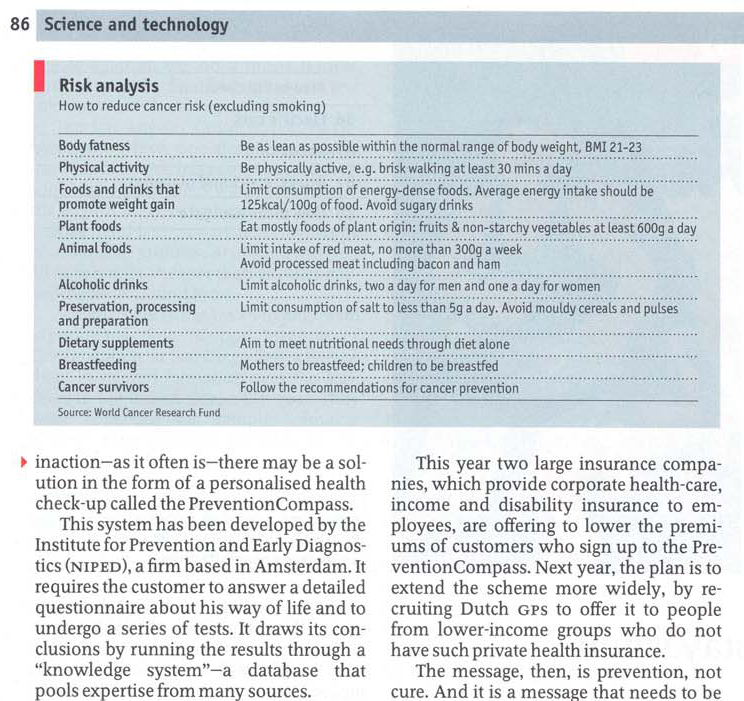 86 Science and technology
Risk analysis
How to reduce cancer risk (excluding smoking)
Body fatness Be as lean as possible within the normal range of body weight, BMI 21-23
Physical activity Be physically active, e.g. brisk walking at least 30 mins a day
Foods and drinks that Limit consumption of energy-dense foods. Average energy intake should be
promote weight gain 125kcal/100g of food. Avoid sugary drinks
Plant foods Eat mostly foods of plant origin: fruits & non-starchy vegetables at least 600g a day
Animal foods Limit intake of red meat, no more than 300g a week
Avoid processed meat including bacon and ham
Alcoholic drinks Limit alcoholic drinks, two a day for men and one a day for women
Preservation, processing Limit consumption of salt to less than 5g a day. Avoid mouldy cereals and pulses
and preparation
Dietary supplements Aim to meet nutritional needs through diet alone
Breastfeeding Mothers to breastfeed; children to be breastfed
Cancer survivors Follow the recommendations for cancer prevention
Source: World Cancer Research Fund
inaction—as it often is—there may be a sol-
ution in the form of a personalised health
check-up called the PreventionCompass.
This system has been developed by the
Institute for Prevention and Early Diagnos-
tics (NIPED), a firm based in Amsterdam. It
requires the customer to answer a detailed
questionnaire about his way of life and to
undergo a series of tests. It draws its con-
clusions by running the results through a
“knowledge system”—a database that
pools expertise from many sources.
This year two large insurance compa-
nies, which provide corporate health-care,
income and disability insurance to em-
ployees, are offering to lower the premi-
ums of customers who sign up to the Pre-
ventionCompass. Next year, the plan is to
extend the scheme more widely, by re-
cruiting Dutch GPs to offer it to people
from lower-income groups who do not
have such private health insurance.
The message, then, is prevention, not
cure. And it is a message that needs to be